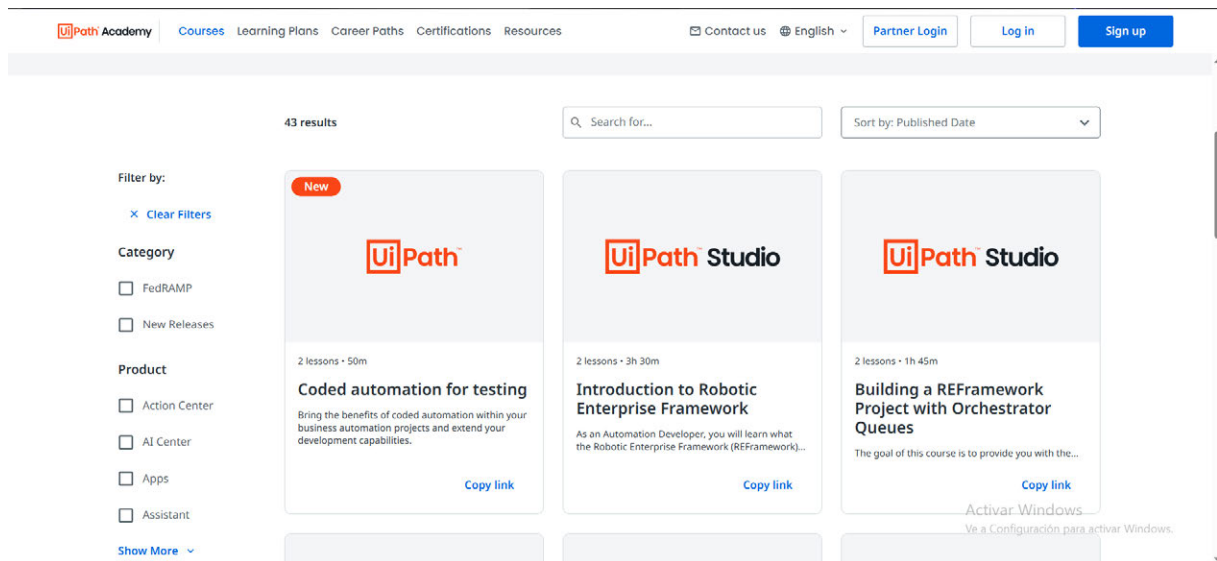 UiPath Academy Courses Learning Plans Career Paths Certifications Resources Contact us English Partner Login Log in Sign up
43 results Search for... Sort by: Published Date
Filter by:
Clear Filters
Category
FedRAMP
New Releases
Product
Action Center
AI Center
Apps
Assistant
Show More
New
UiPath™
2 lessons • 50m
Coded automation for testing
Bring the benefits of coded automation within your
business automation projects and extend your
development capabilities.
Copy link
UiPath™ Studio
2 lessons • 3h 30m
Introduction to Robotic
Enterprise Framework
As an Automation Developer, you will learn what
the Robotic Enterprise Framework (REFramework)...
Copy link
UiPath™ Studio
2 lessons • 1h 45m
Building a REFramework
Project with Orchestrator
Queues
The goal of this course is to provide you with the...
Copy link
Activar Windows
Ve a Configuración para activar Windows.